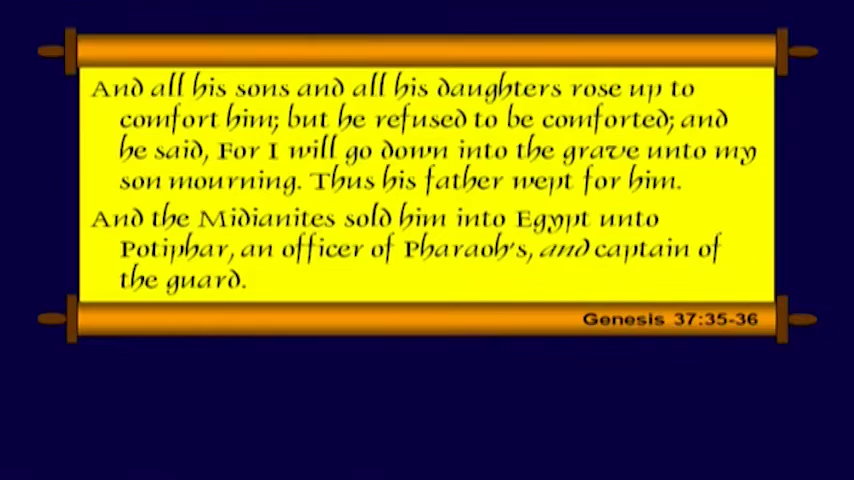 And all his sons and all his daughters rose up to
comfort him; but he refused to be comforted; and
he said, For I will go down into the grave unto my
son mourning. Thus his father wept for him.
And the Midianites sold him into Egypt unto
Potiphar, an officer of Pharaoh's, and captain of
the guard.
Genesis 37:35-36